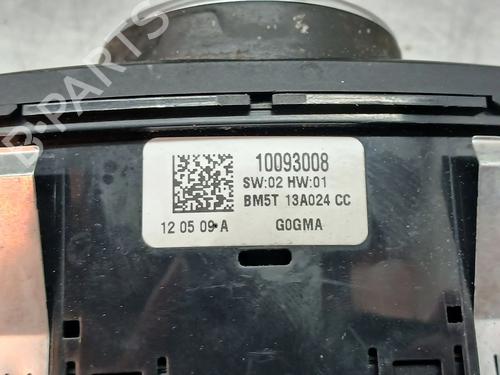 B-PARTS
10093008
SW:02 HW:01
BM5T 13A024 CC
12 05 09 A G0GMA